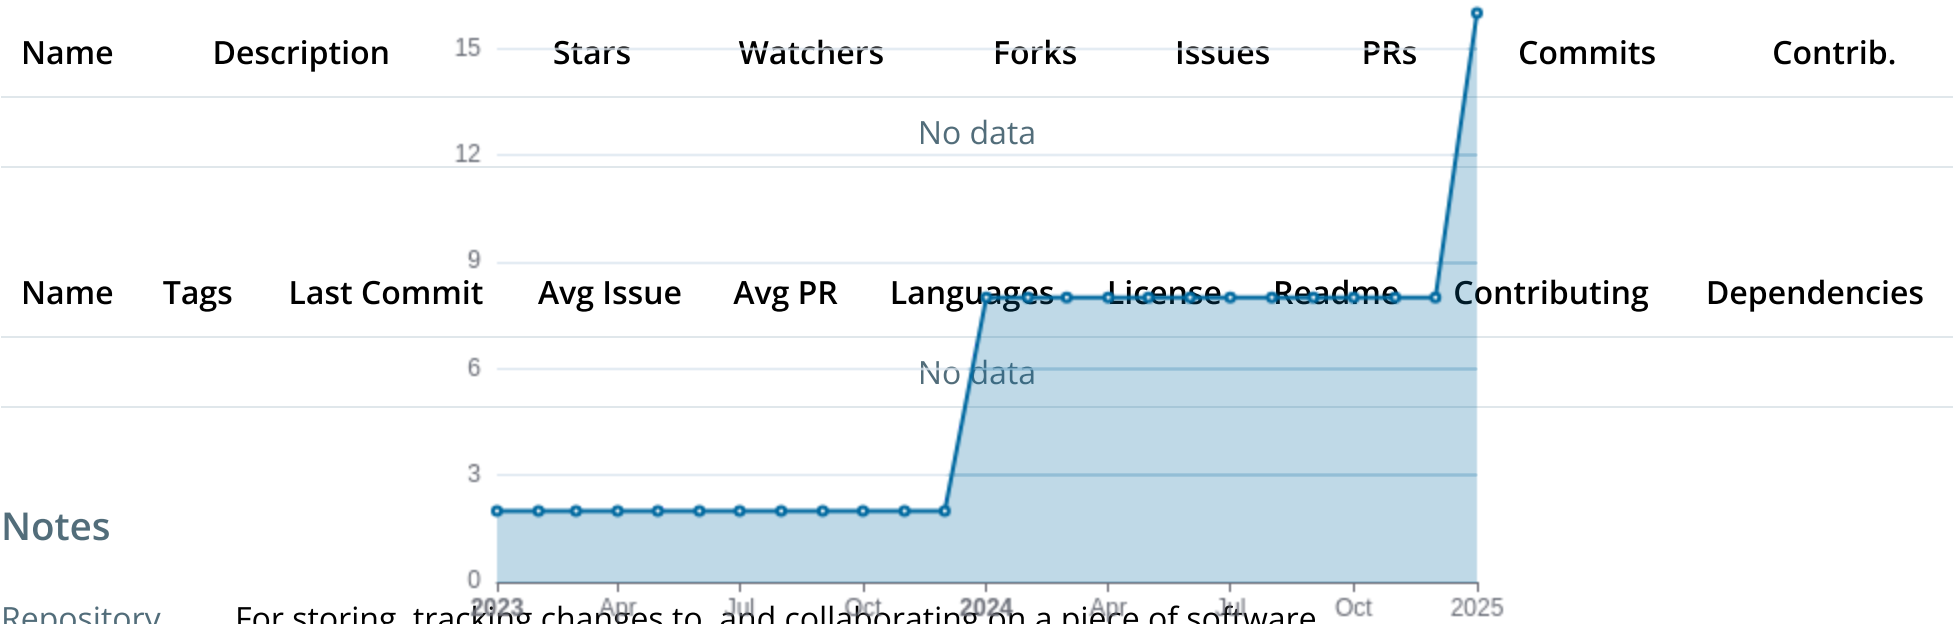 Name Description Stars Watchers Forks Issues PRs Commits Contrib.
15
No data
12
9
Name Tags Last Commit Avg Issue Avg PR Languages License Readme Contributing Dependencies
6
No data
3
Notes
0
2023 Apr Jul Oct 2024 Apr Jul Oct 2025
Repository For storing, tracking changes to, and collaborating on a piece of software.